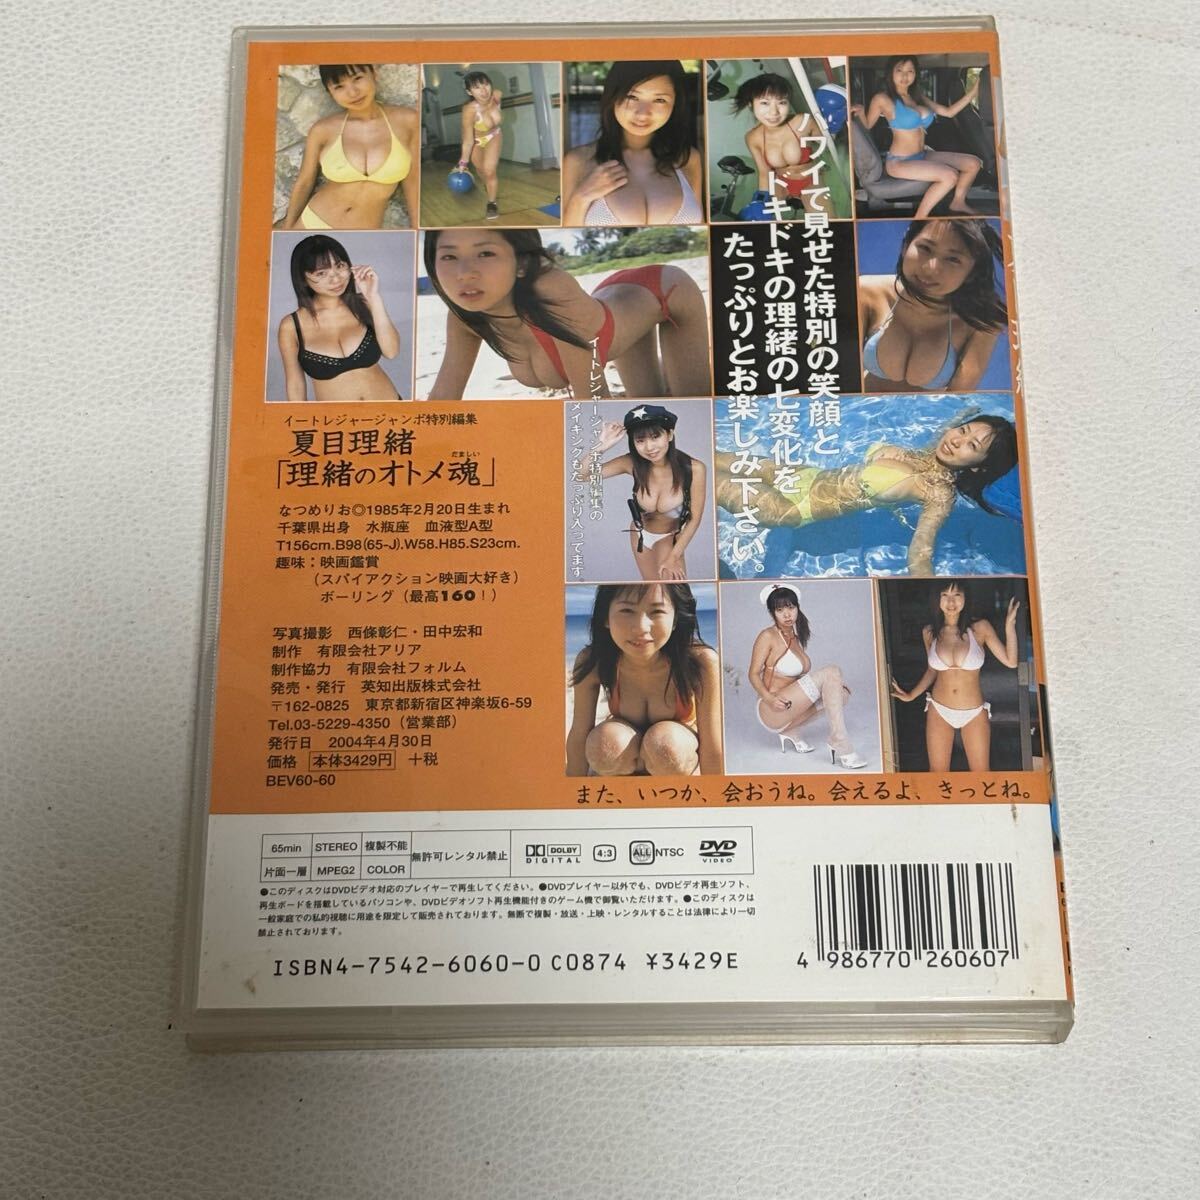 ハワイで見せた特別の笑顔と
ドキドキの理緒の七変化を
たっぷりとお楽しみ下さい。
イートレジャージャンボ特別編集の
メイキングもたっぷり入ってます
イートレジャージャンボ特別編集
夏目理緒
だましい
「理緒のオトメ魂」
なつめりお◎1985年2月20日生まれ
千葉県出身 水瓶座 血液型A型
T156cm.B98(65-J).W58.H85.S23cm.
趣味：映画鑑賞
（スパイアクション映画大好き）
ボーリング（最高160！）
写真撮影 西條彰仁・田中宏和
制作 有限会社アリア
制作協力 有限会社フォルム
発売・発行 英知出版株式会社
〒162-0825 東京都新宿区神楽坂6-59
Tel.03-5229-4350（営業部）
発行日 2004年4月30日
価格 本体3429円 +税
BEV60-60
また、いつか、会おうね。会えるよ、きっとね。
65min STEREO 複製不能 無許可レンタル禁止 DOLBY DIGITAL 4:3 ALL NTSC DVD VIDEO
片面一層 MPEG2 COLOR
●このディスクはDVDビデオ対応のプレイヤーで再生してください。●DVDプレイヤー以外でも、DVDビデオ再生ソフト、
再生ボードを搭載しているパソコンや、DVDビデオソフト再生機能付きのゲーム機で御覧いただけます。●このディスクは
一般家庭での私的視聴に用途を限定して販売されております。無断で複製・放送・上映・レンタルすることは法律により一切
禁止されております。
ISBN4-7542-6060-0 C0874 ¥3429E
4 986770 260607